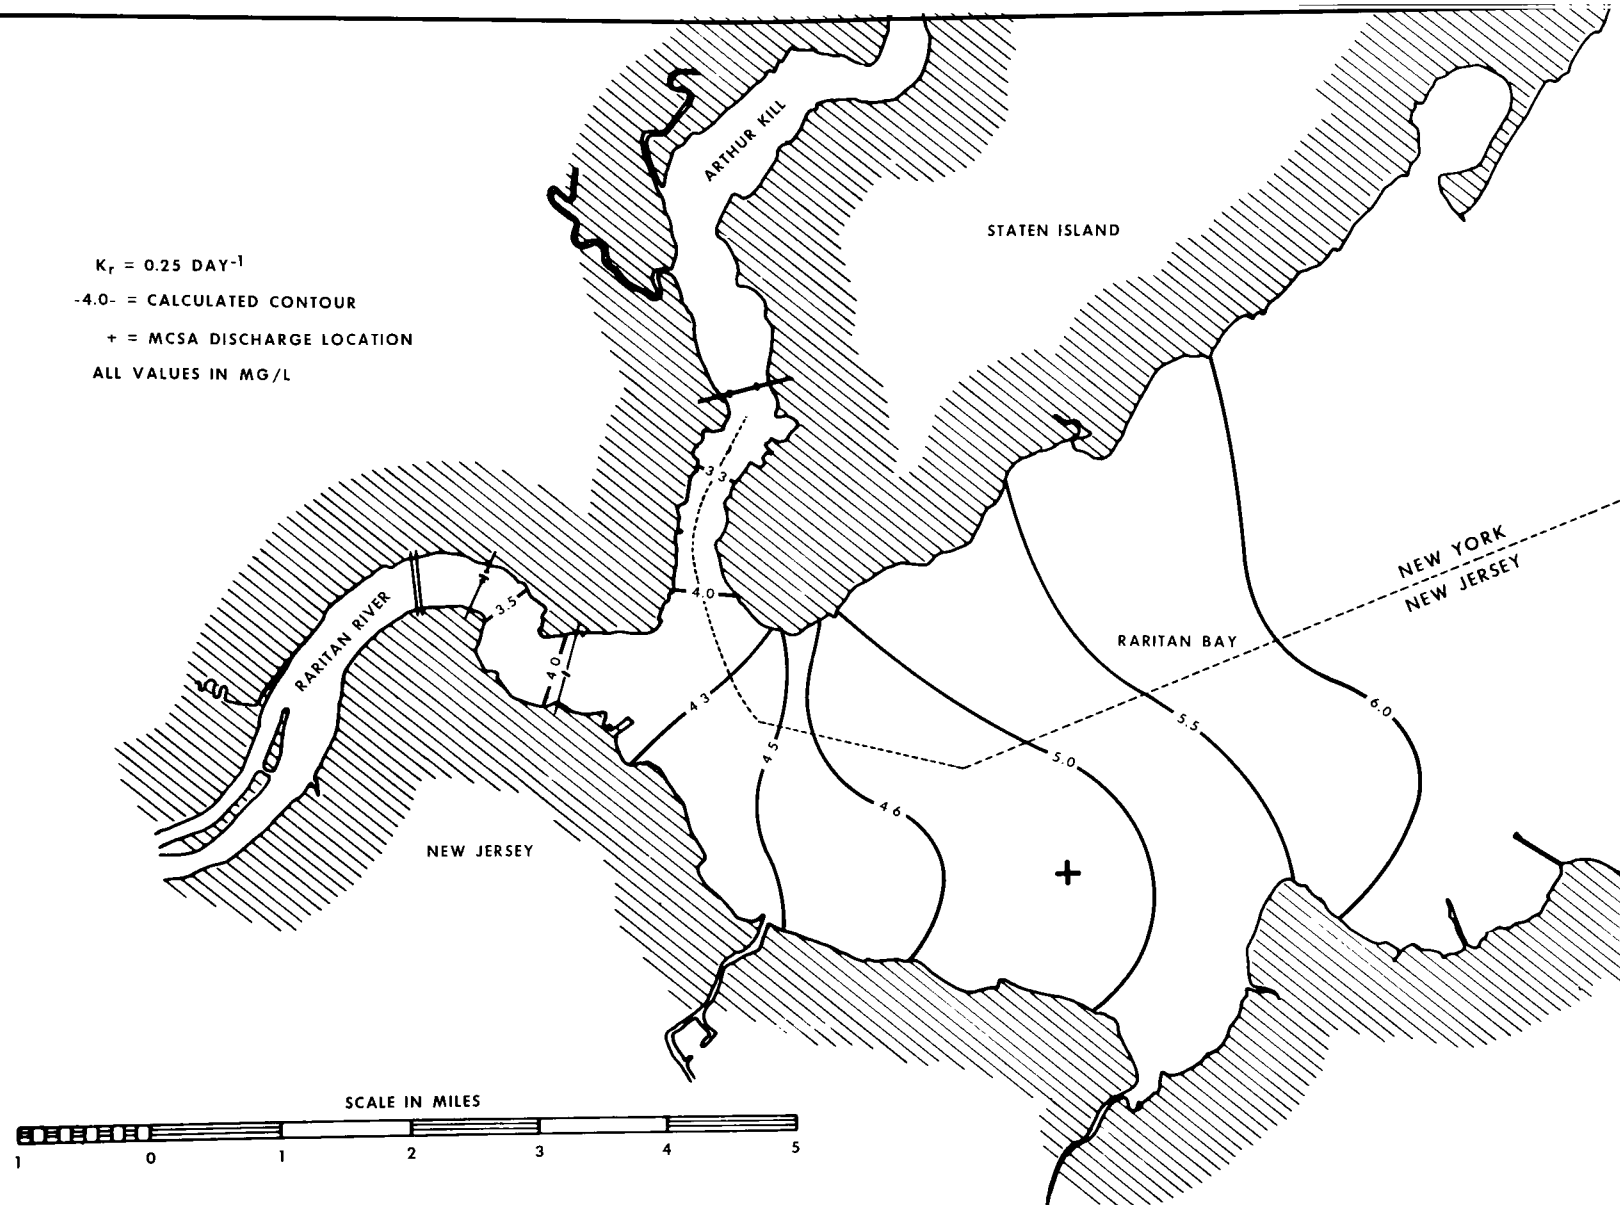 ARTHUR KILL
STATEN ISLAND
Kr = 0.25 DAY-1
-4.0- = CALCULATED CONTOUR
+ = MCSA DISCHARGE LOCATION
ALL VALUES IN MG/L
3.3
NEW YORK
NEW JERSEY
4.0
3.5
RARITAN RIVER
RARITAN BAY
4.0
4.3
4.5
4.6
5.0
5.5
6.0
NEW JERSEY
SCALE IN MILES
1 0 1 2 3 4 5